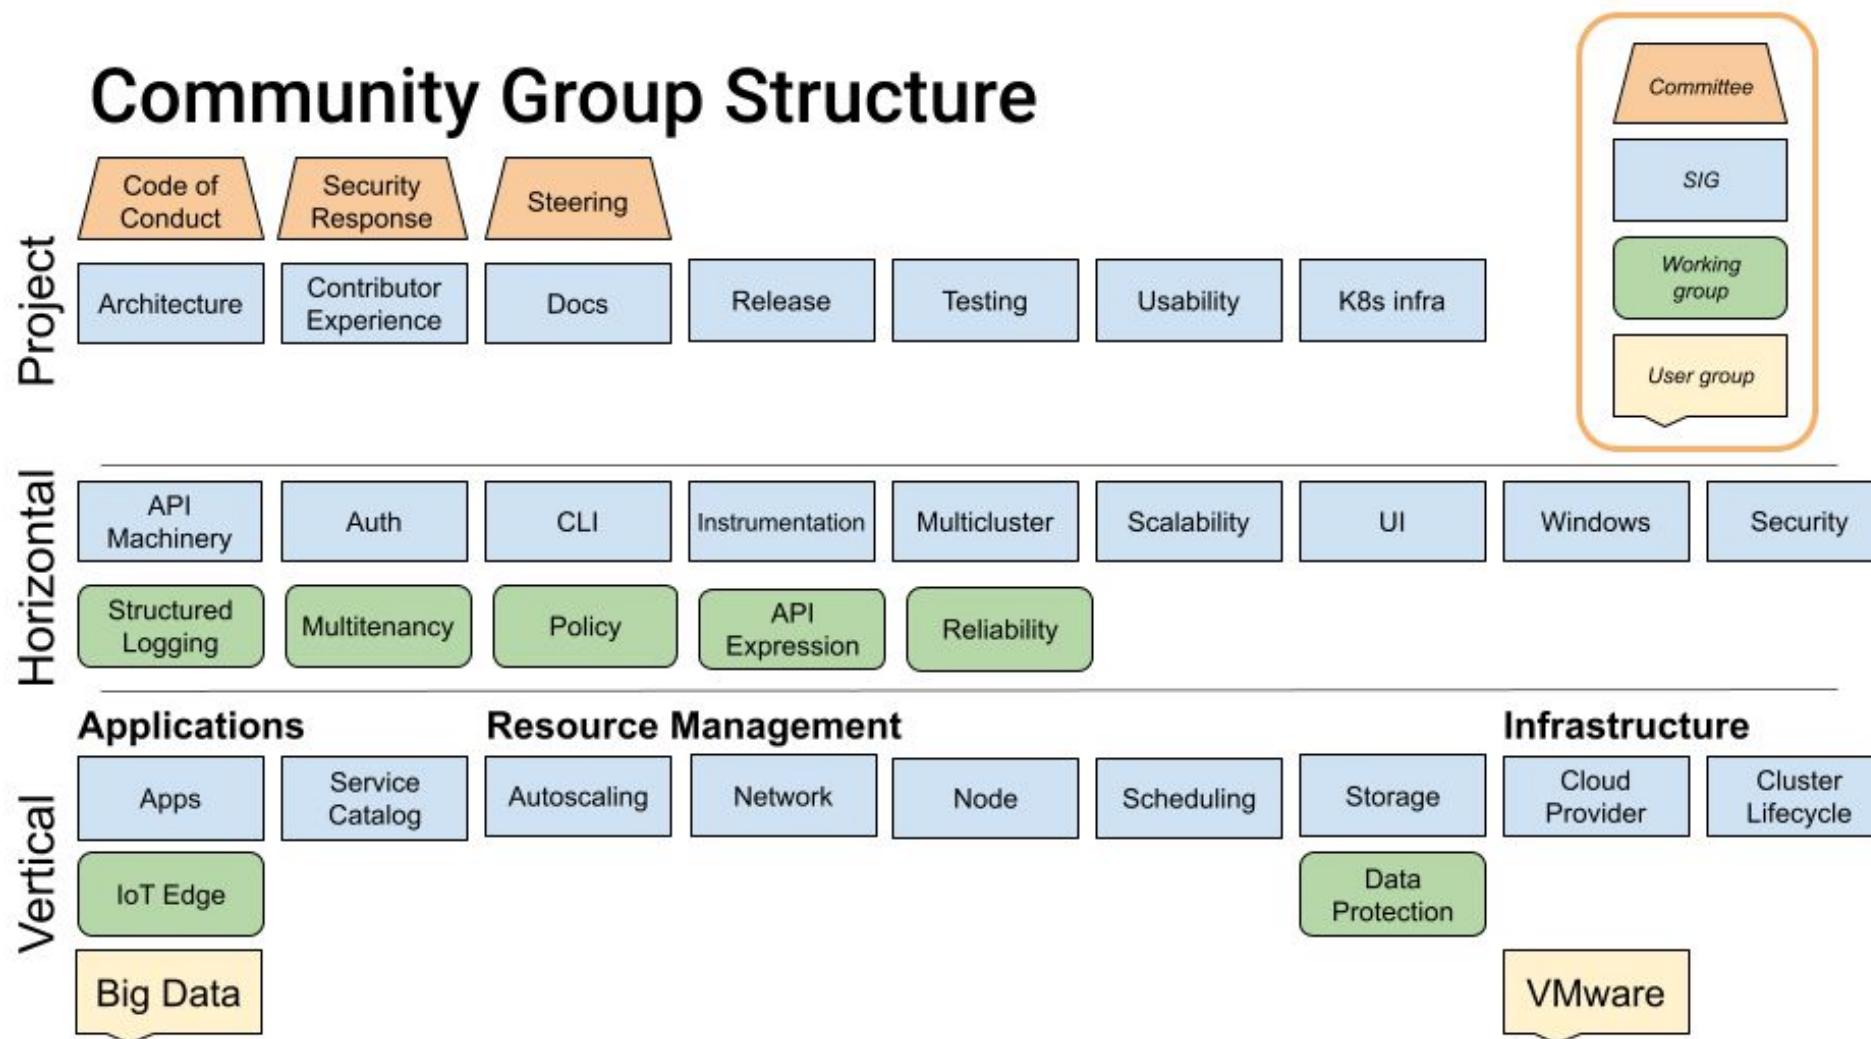 Community Group Structure
Committee
SIG
Working
group
User group
Project
Code of
Conduct
Security
Response
Steering
Architecture
Contributor
Experience
Docs
Release
Testing
Usability
K8s infra
Horizontal
API
Machinery
Auth
CLI
Instrumentation
Multicluster
Scalability
UI
Windows
Security
Structured
Logging
Multitenancy
Policy
API
Expression
Reliability
Vertical
Applications
Resource Management
Infrastructure
Apps
Service
Catalog
Autoscaling
Network
Node
Scheduling
Storage
Cloud
Provider
Cluster
Lifecycle
IoT Edge
Data
Protection
Big Data
VMware